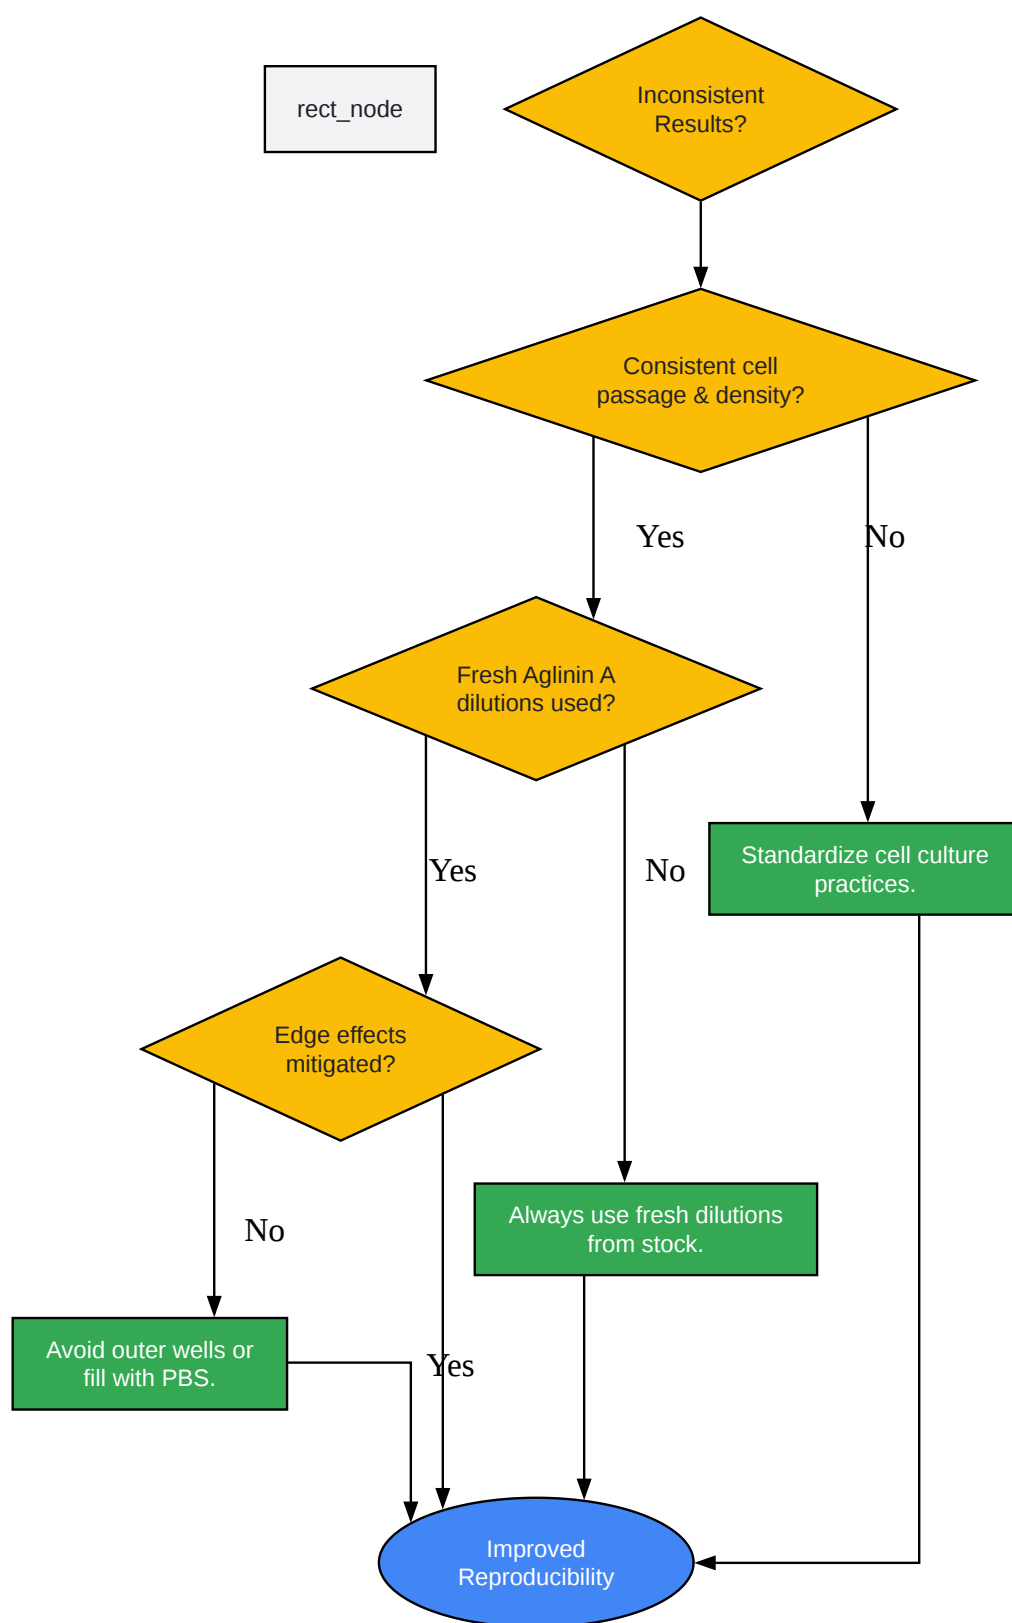 rect_node
Inconsistent
Results?
Consistent cell
passage & density?
Yes
No
Fresh Aglinin A
dilutions used?
Yes
No
Standardize cell culture
practices.
Edge effects
mitigated?
No
Always use fresh dilutions
from stock.
Avoid outer wells or
fill with PBS.
Yes
Improved
Reproducibility